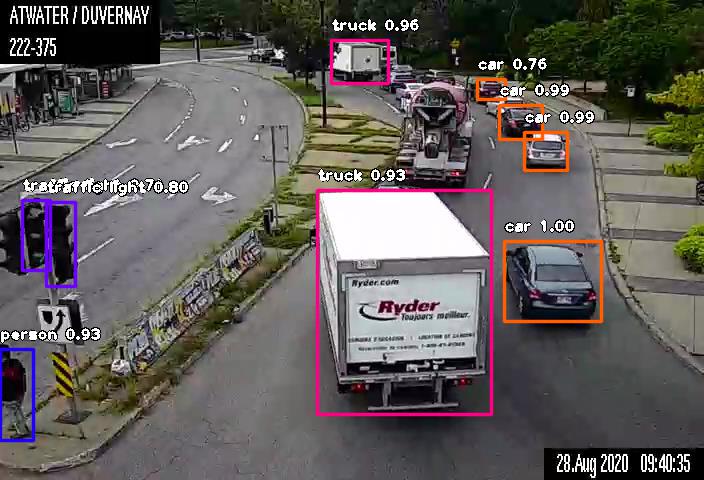 ATWATER / DUVERNAY
222-375
truck 0.96
car 0.76
car 0.99
car 0.99
truck 0.93
traffic light 0.80
car 1.00
Ryder.com
Ryder
Toujours meilleur.
person 0.93
28.Aug 2020 09:40:35